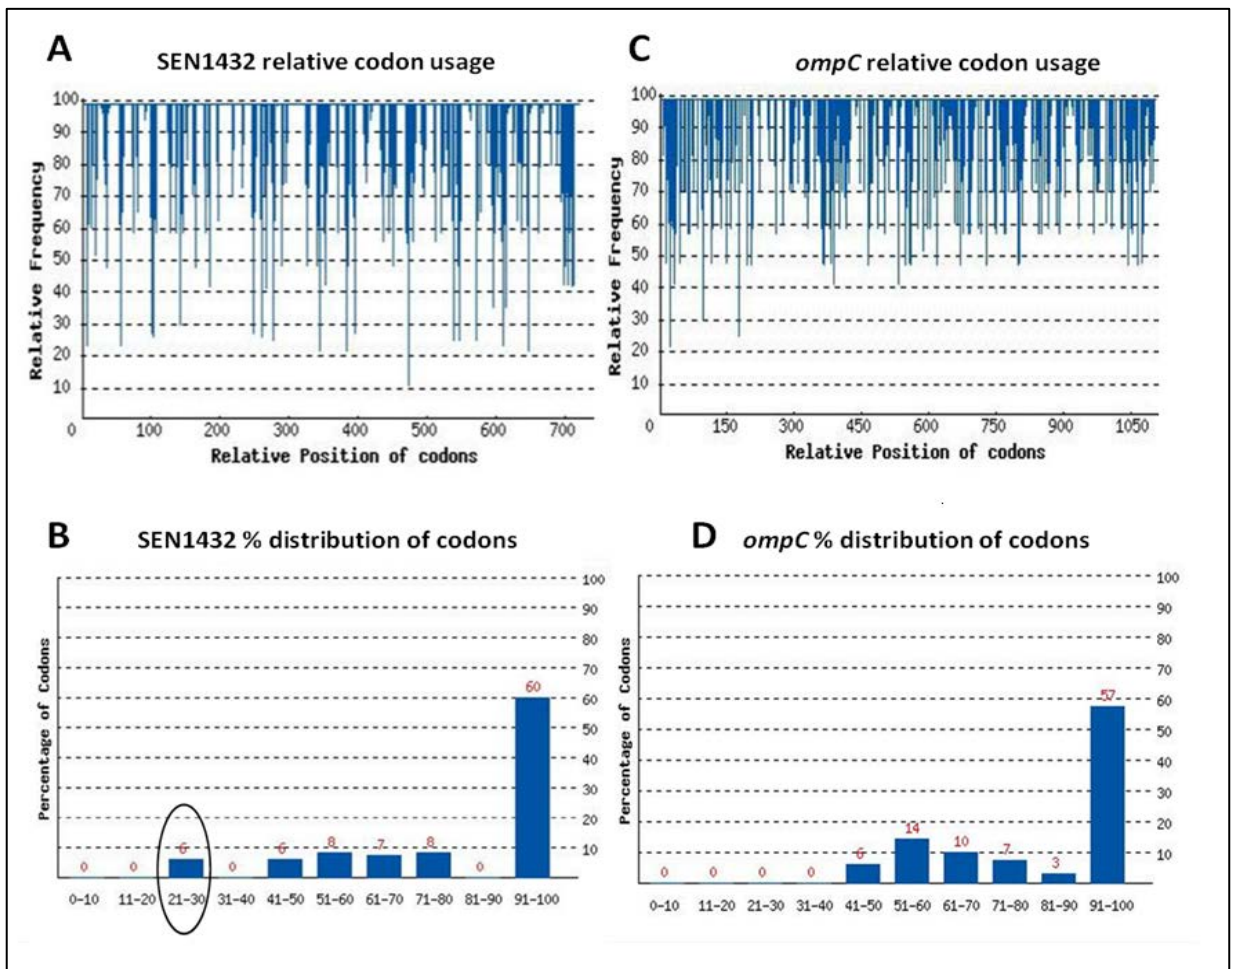 A
SEN1432 relative codon usage
100
90
80
70
60
50
40
30
20
10
0 100 200 300 400 500 600 700
Relative Frequency
Relative Position of codons
C
ompC relative codon usage
100
90
80
70
60
50
40
30
20
10
0 150 300 450 600 750 900 1050
Relative Frequency
Relative Position of codons
B
SEN1432 % distribution of codons
Percentage of Codons
100
90
80
70
60
50
40
30
20
10
0 0 6 0 6 8 7 8 0 60
0-10 11-20 21-30 31-40 41-50 51-60 61-70 71-80 81-90 91-100
D
ompC % distribution of codons
Percentage of Codons
100
90
80
70
60
50
40
30
20
10
0 0 0 0 6 14 10 7 3 57
0-10 11-20 21-30 31-40 41-50 51-60 61-70 71-80 81-90 91-100